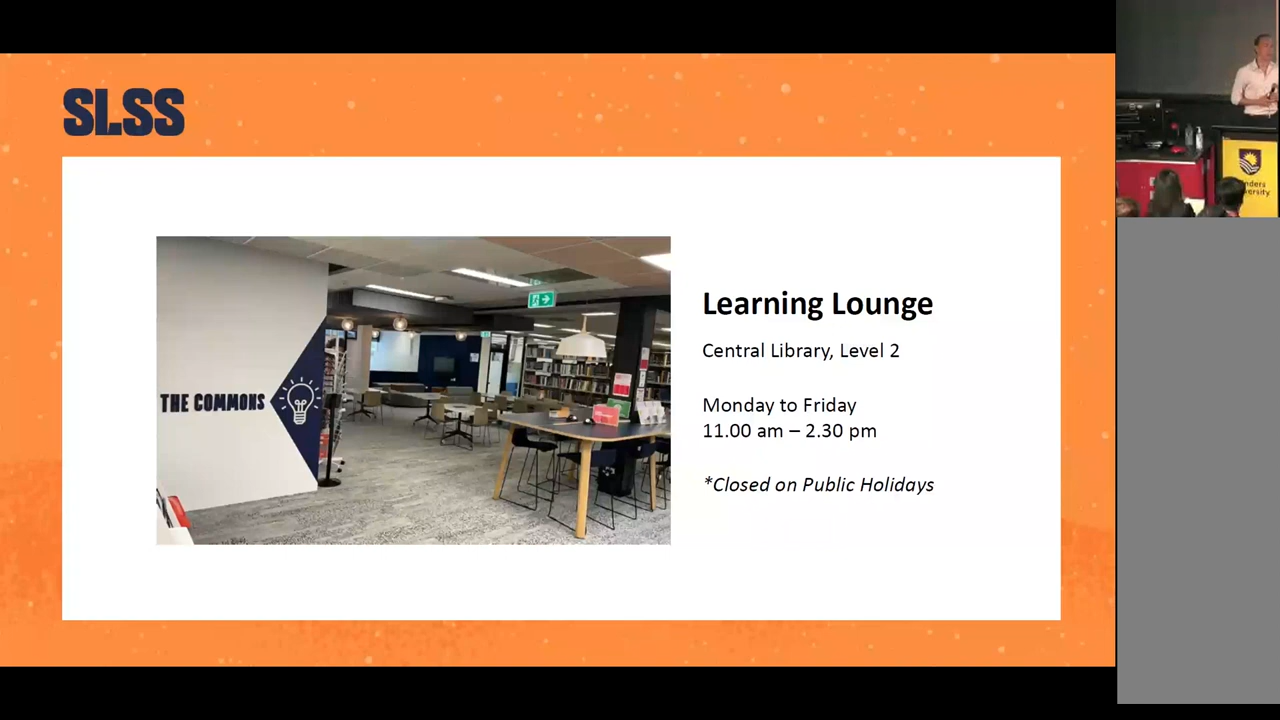 SLSS
THE COMMONS
Learning Lounge
Central Library, Level 2
Monday to Friday
11.00 am – 2.30 pm
*Closed on Public Holidays